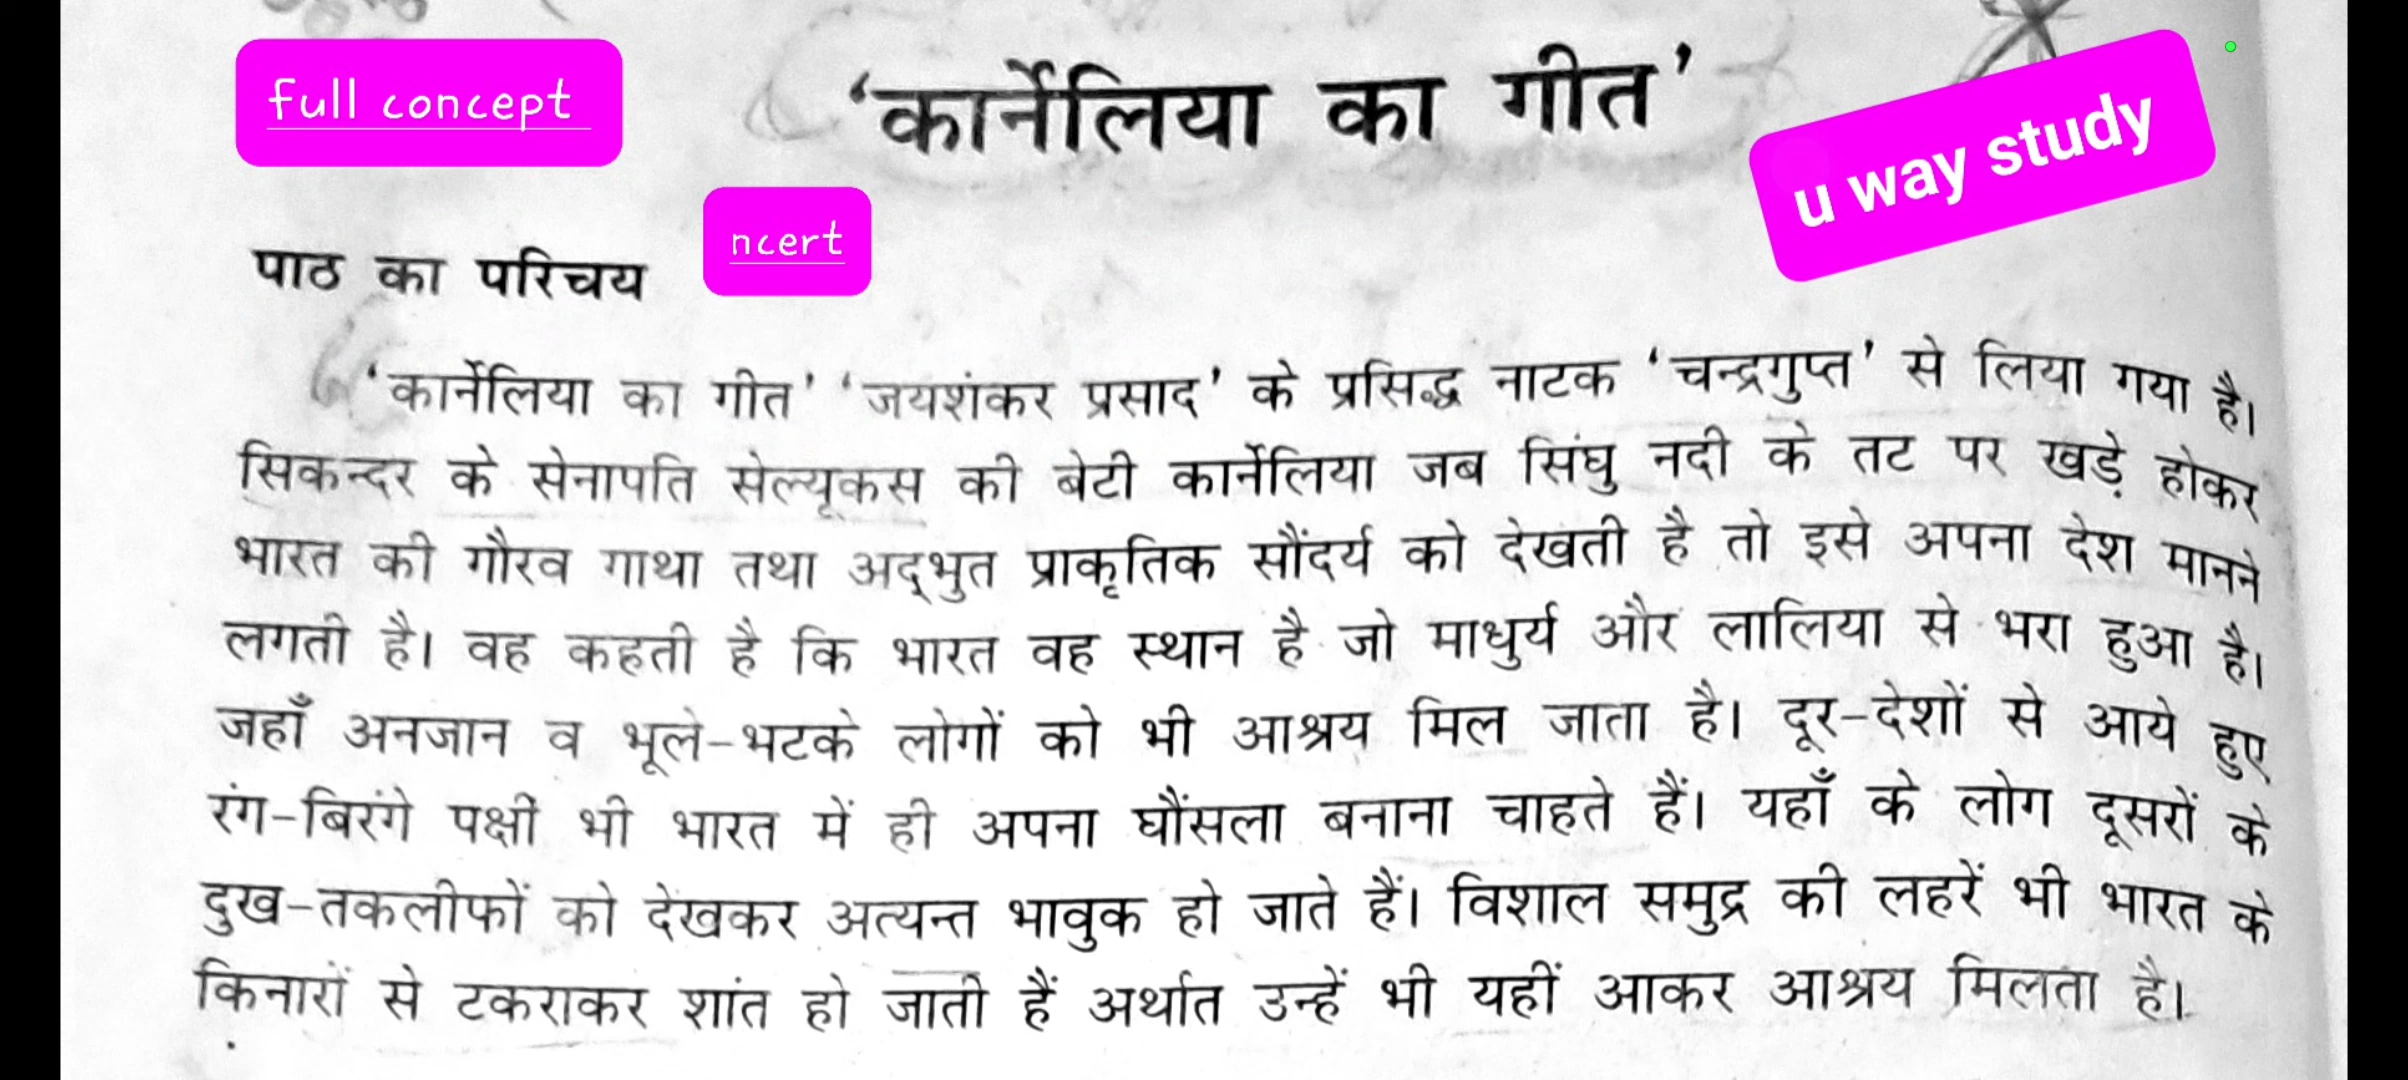 full concept
'कार्नेलिया का गीत'
u way study
ncert
पाठ का परिचय
'कार्नेलिया का गीत' 'जयशंकर प्रसाद' के प्रसिद्ध नाटक 'चन्द्रगुप्त' से लिया गया है।
सिकन्दर के सेनापति सेल्यूकस की बेटी कार्नेलिया जब सिंघु नदी के तट पर खड़े होकर
भारत की गौरव गाथा तथा अद्‌भुत प्राकृतिक सौंदर्य को देखती है तो इसे अपना देश मानने
लगती है। वह कहती है कि भारत वह स्थान है जो माधुर्य और लालिया से भरा हुआ है।
जहाँ अनजान व भूले-भटके लोगों को भी आश्रय मिल जाता है। दूर-देशों से आये हुए
रंग-बिरंगे पक्षी भी भारत में ही अपना घौंसला बनाना चाहते हैं। यहाँ के लोग दूसरों के
दुख-तकलीफों को देखकर अत्यन्त भावुक हो जाते हैं। विशाल समुद्र की लहरें भी भारत के
किनारों से टकराकर शांत हो जाती हैं अर्थात उन्हें भी यहीं आकर आश्रय मिलता है।